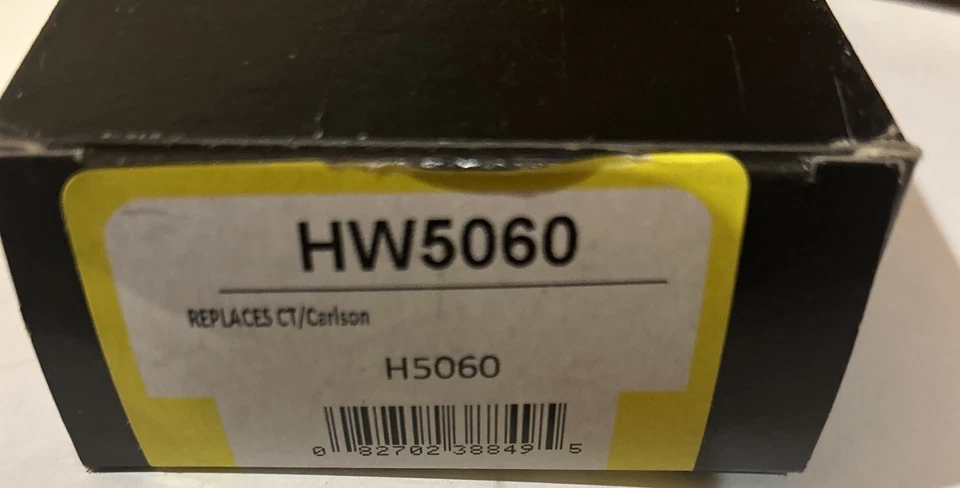 HW5060
REPLACES CT/Carlson
H5060
0 82702 38849 5